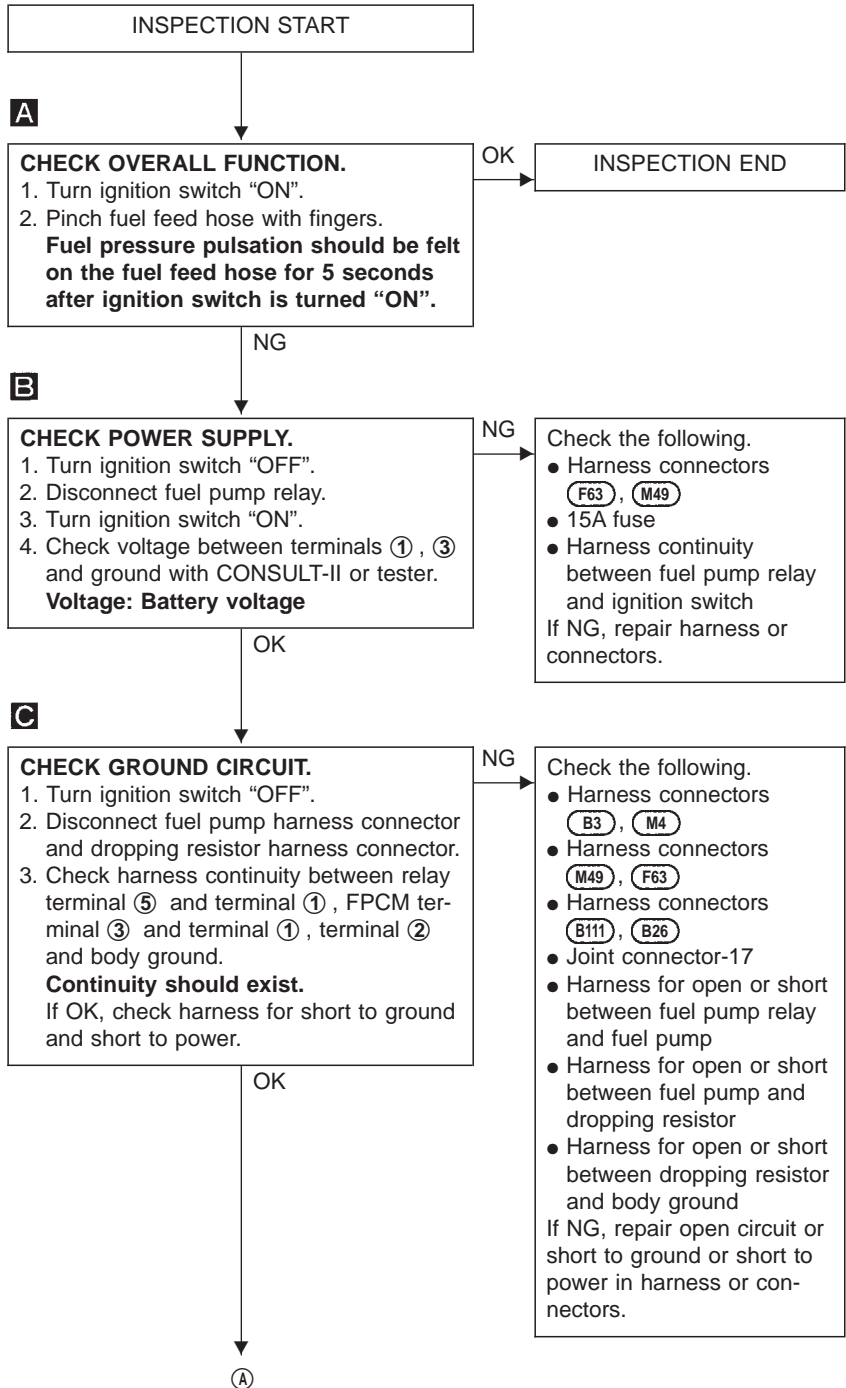 INSPECTION START
A
CHECK OVERALL FUNCTION.
1. Turn ignition switch “ON”.
2. Pinch fuel feed hose with fingers.
Fuel pressure pulsation should be felt
on the fuel feed hose for 5 seconds
after ignition switch is turned “ON”.
OK
INSPECTION END
NG
B
CHECK POWER SUPPLY.
1. Turn ignition switch “OFF”.
2. Disconnect fuel pump relay.
3. Turn ignition switch “ON”.
4. Check voltage between terminals ①, ③
and ground with CONSULT-II or tester.
Voltage: Battery voltage
NG
Check the following.
● Harness connectors
F63, M49
● 15A fuse
● Harness continuity
between fuel pump relay
and ignition switch
If NG, repair harness or
connectors.
OK
C
CHECK GROUND CIRCUIT.
1. Turn ignition switch “OFF”.
2. Disconnect fuel pump harness connector
and dropping resistor harness connector.
3. Check harness continuity between relay
terminal ⑤ and terminal ①, FPCM ter-
minal ③ and terminal ①, terminal ②
and body ground.
Continuity should exist.
If OK, check harness for short to ground
and short to power.
NG
Check the following.
● Harness connectors
B3, M4
● Harness connectors
M49, F63
● Harness connectors
B111, B26
● Joint connector-17
● Harness for open or short
between fuel pump relay
and fuel pump
● Harness for open or short
between fuel pump and
dropping resistor
● Harness for open or short
between dropping resistor
and body ground
If NG, repair open circuit or
short to ground or short to
power in harness or con-
nectors.
OK
Ⓐ